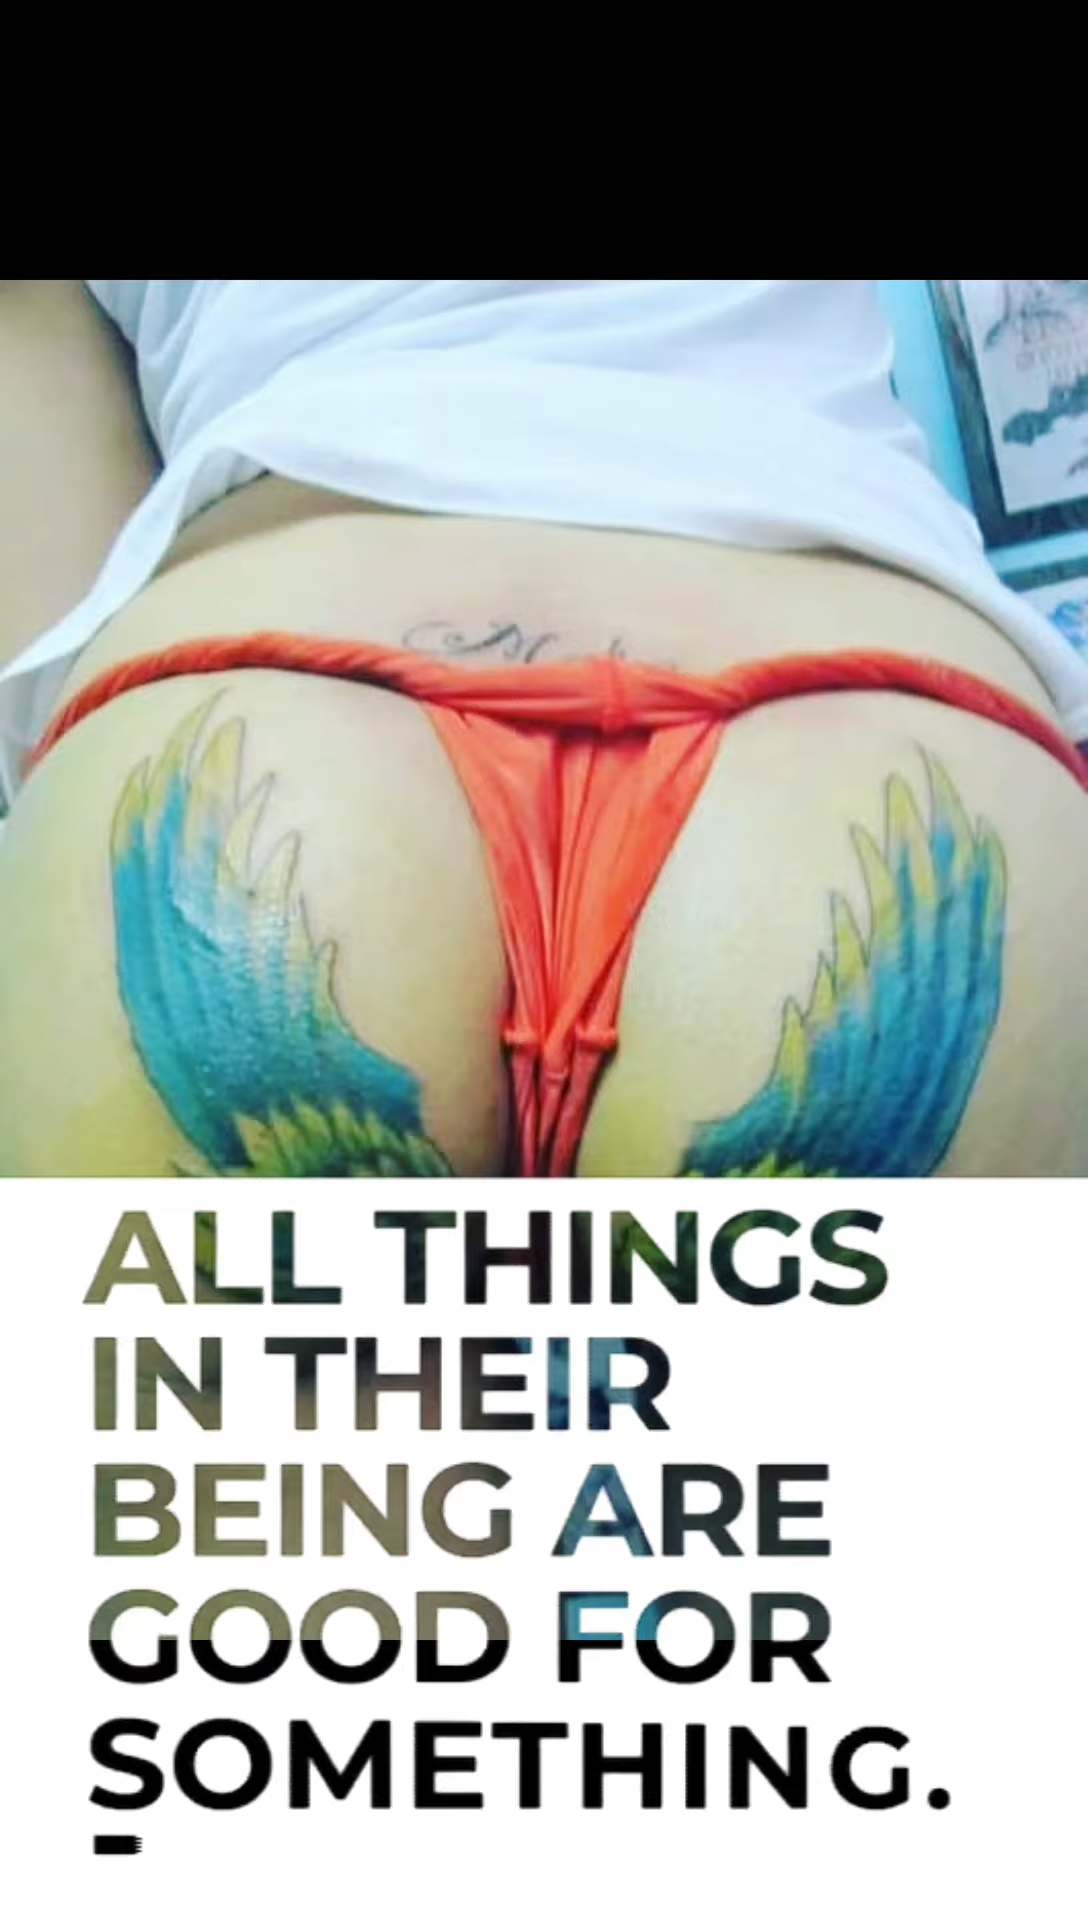 ALL THINGS
IN THEIR
BEING ARE
GOOD FOR
SOMETHING.